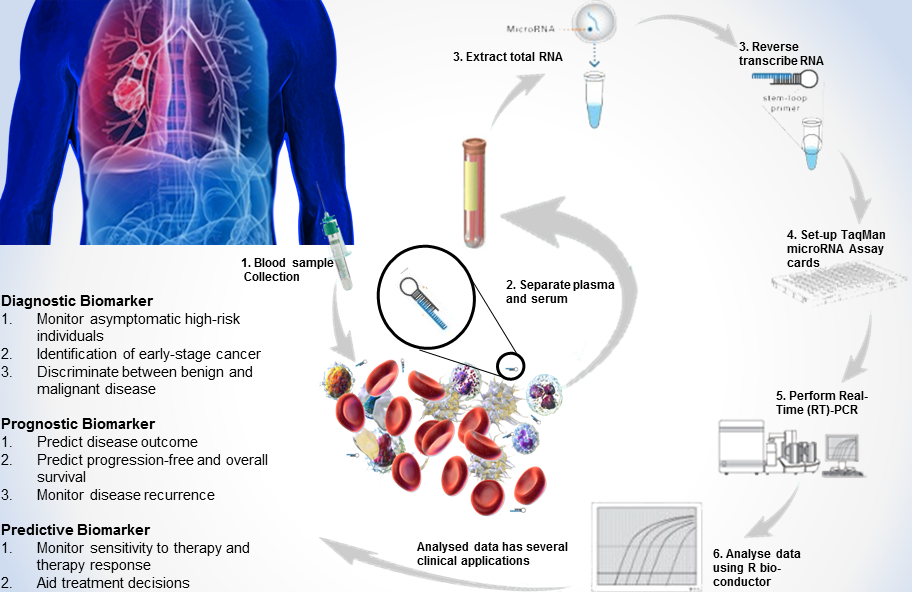 MicroRNA
3. Extract total RNA
3. Reverse
transcribe RNA
stem-loop
primer
4. Set-up TaqMan
microRNA Assay
cards
1. Blood sample
Collection
2. Separate plasma
and serum
Diagnostic Biomarker
1. Monitor asymptomatic high-risk
individuals
2. Identification of early-stage cancer
3. Discriminate between benign and
malignant disease
5. Perform Real-
Time (RT)-PCR
Prognostic Biomarker
1. Predict disease outcome
2. Predict progression-free and overall
survival
3. Monitor disease recurrence
Predictive Biomarker
1. Monitor sensitivity to therapy and
therapy response
2. Aid treatment decisions
Analysed data has several
clinical applications
6. Analyse data
using R bio-
conductor